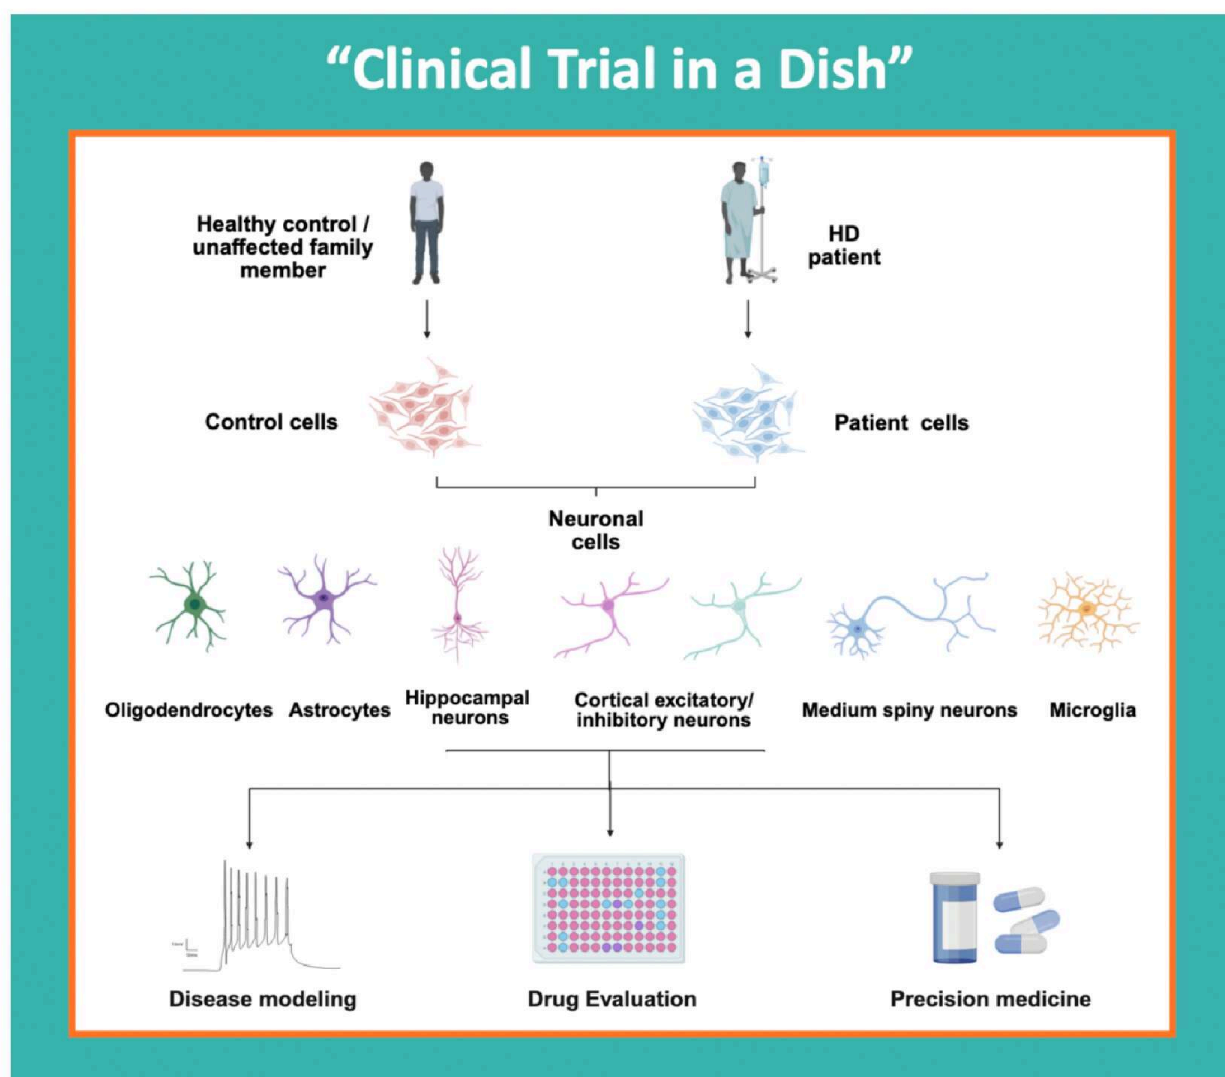 “Clinical Trial in a Dish”
Healthy control /
unaffected family
member
HD
patient
Control cells
Patient cells
Neuronal
cells
Oligodendrocytes
Astrocytes
Hippocampal
neurons
Cortical excitatory/
inhibitory neurons
Medium spiny neurons
Microglia
Disease modeling
Drug Evaluation
Precision medicine